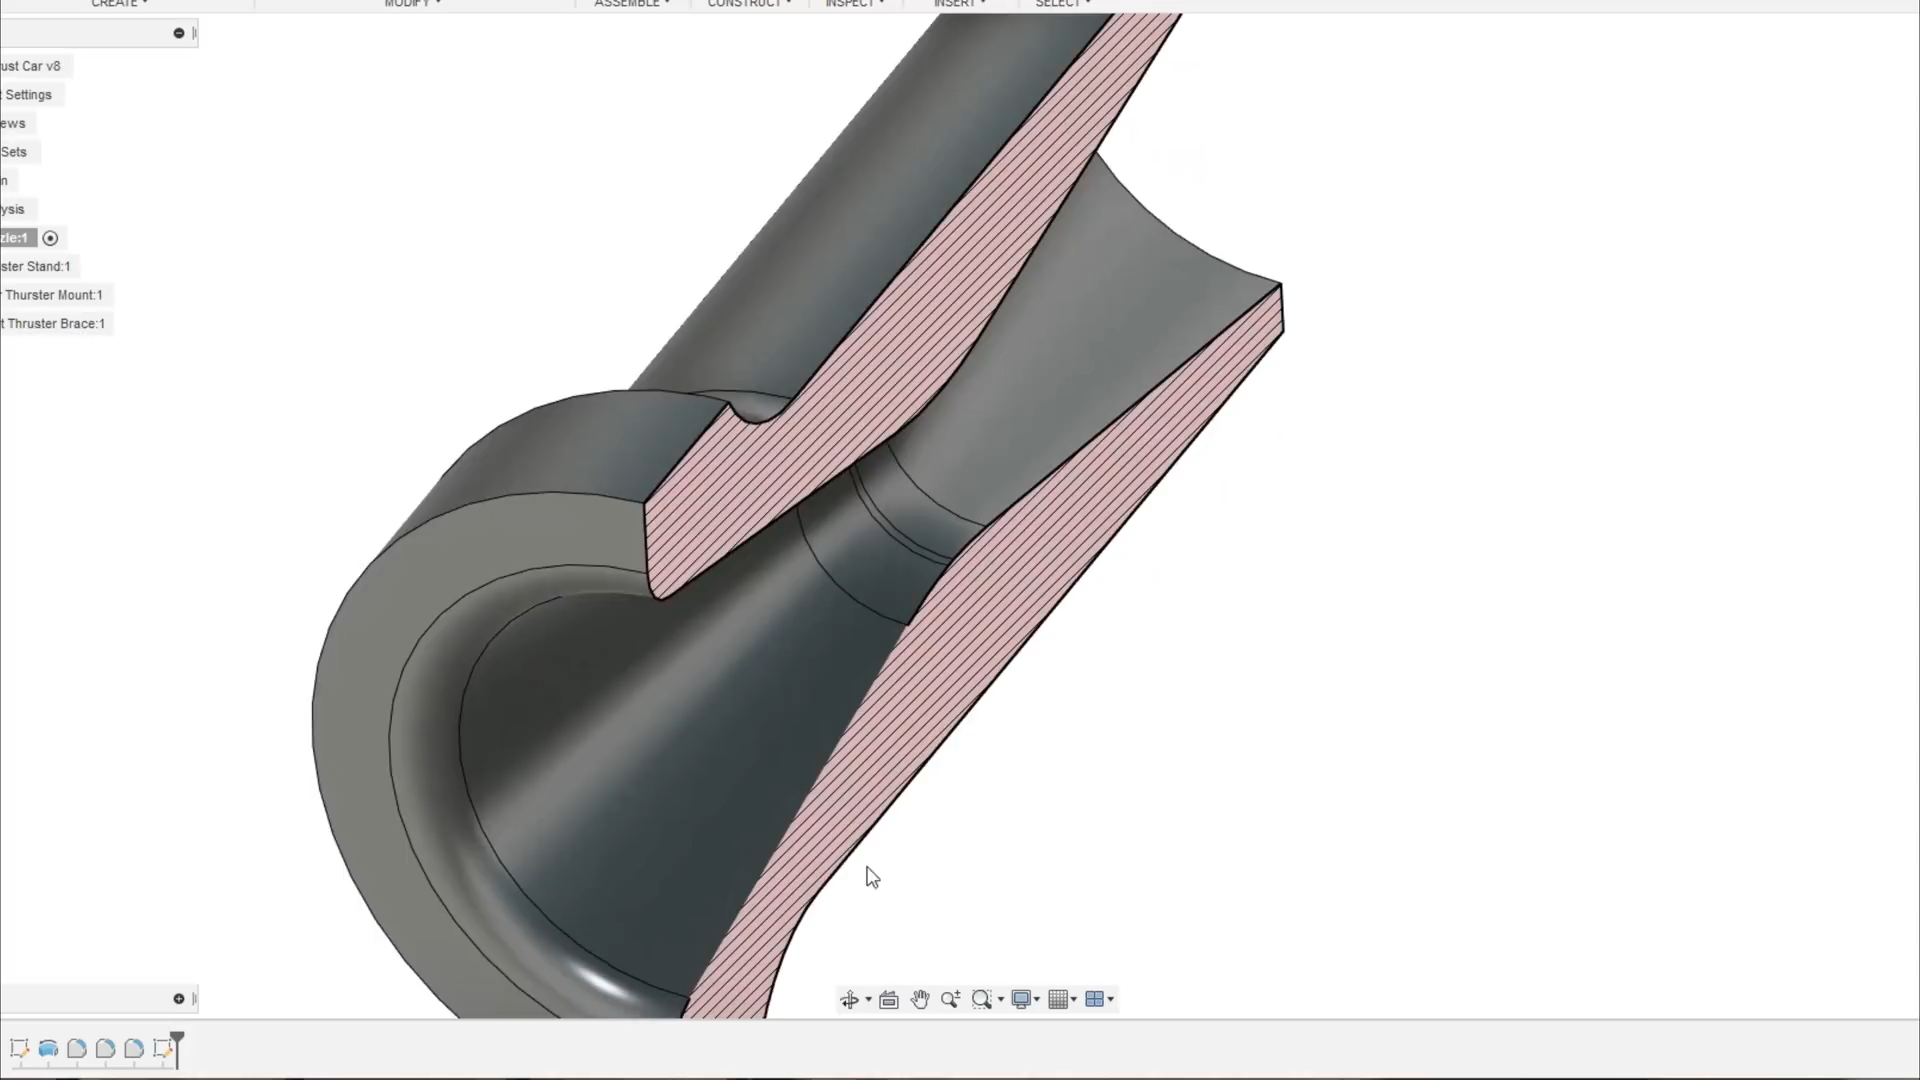 CREATE MODIFY ASSEMBLE CONSTRUCT INSPECT INSERT SELECT
ust Car v8
t Settings
ews
Sets
n
ysis
zle:1
ster Stand:1
r Thurster Mount:1
t Thruster Brace:1